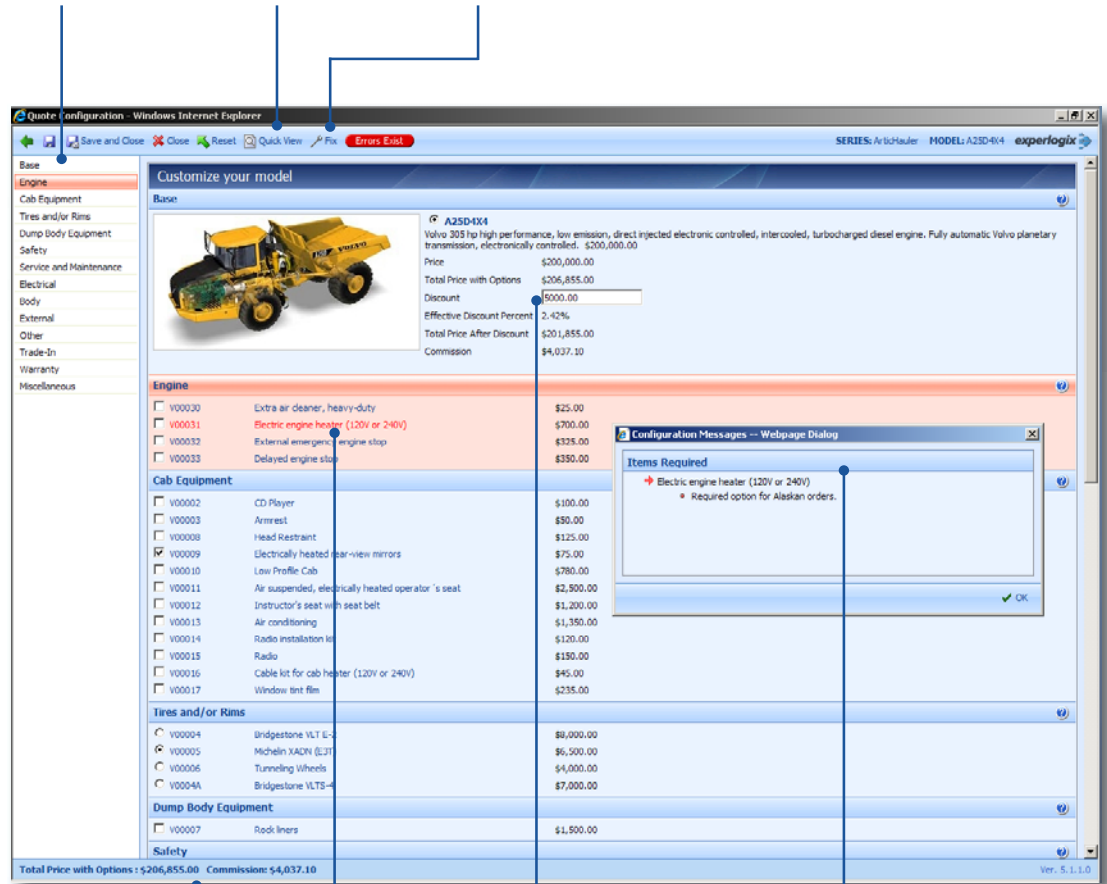 Quote Configuration - Windows Internet Explorer
Save and Close Close Reset Quick View Fix Errors Exist SERIES: ArticHauler MODEL: A25D4X4 experlogix
Base
Engine
Cab Equipment
Tires and/or Rims
Dump Body Equipment
Safety
Service and Maintenance
Electrical
Body
External
Other
Trade-In
Warranty
Miscellaneous
Customize your model
Base
VOLVO
A25D4X4
Volvo 305 hp high performance, low emission, direct injected electronic controlled, intercooled, turbocharged diesel engine. Fully automatic Volvo planetary
transmission, electronically controlled. $200,000.00
Price $200,000.00
Total Price with Options $206,855.00
Discount 5000.00
Effective Discount Percent 2.42%
Total Price After Discount $201,855.00
Commission $4,037.10
Engine
V00030 Extra air cleaner, heavy-duty $25.00
V00031 Electric engine heater (120V or 240V) $700.00
V00032 External emergency engine stop $325.00
V00033 Delayed engine stop $350.00
Configuration Messages -- Webpage Dialog
Items Required
Electric engine heater (120V or 240V)
Required option for Alaskan orders.
OK
Cab Equipment
V00002 CD Player $100.00
V00003 Armrest $50.00
V00008 Head Restraint $125.00
V00009 Electrically heated rear-view mirrors $75.00
V00010 Low Profile Cab $780.00
V00011 Air suspended, electrically heated operator´s seat $2,500.00
V00012 Instructor's seat with seat belt $1,200.00
V00013 Air conditioning $1,350.00
V00014 Radio installation kit $120.00
V00015 Radio $150.00
V00016 Cable kit for cab heater (120V or 240V) $45.00
V00017 Window tint film $235.00
Tires and/or Rims
V00004 Bridgestone VLT E-2 $8,000.00
V00005 Michelin XADN (E3T) $6,500.00
V00006 Tunneling Wheels $4,000.00
V0004A Bridgestone VLTS-4 $7,000.00
Dump Body Equipment
V00007 Rock liners $1,500.00
Safety
Total Price with Options : $206,855.00 Commission: $4,037.10 Ver. 5.1.1.0